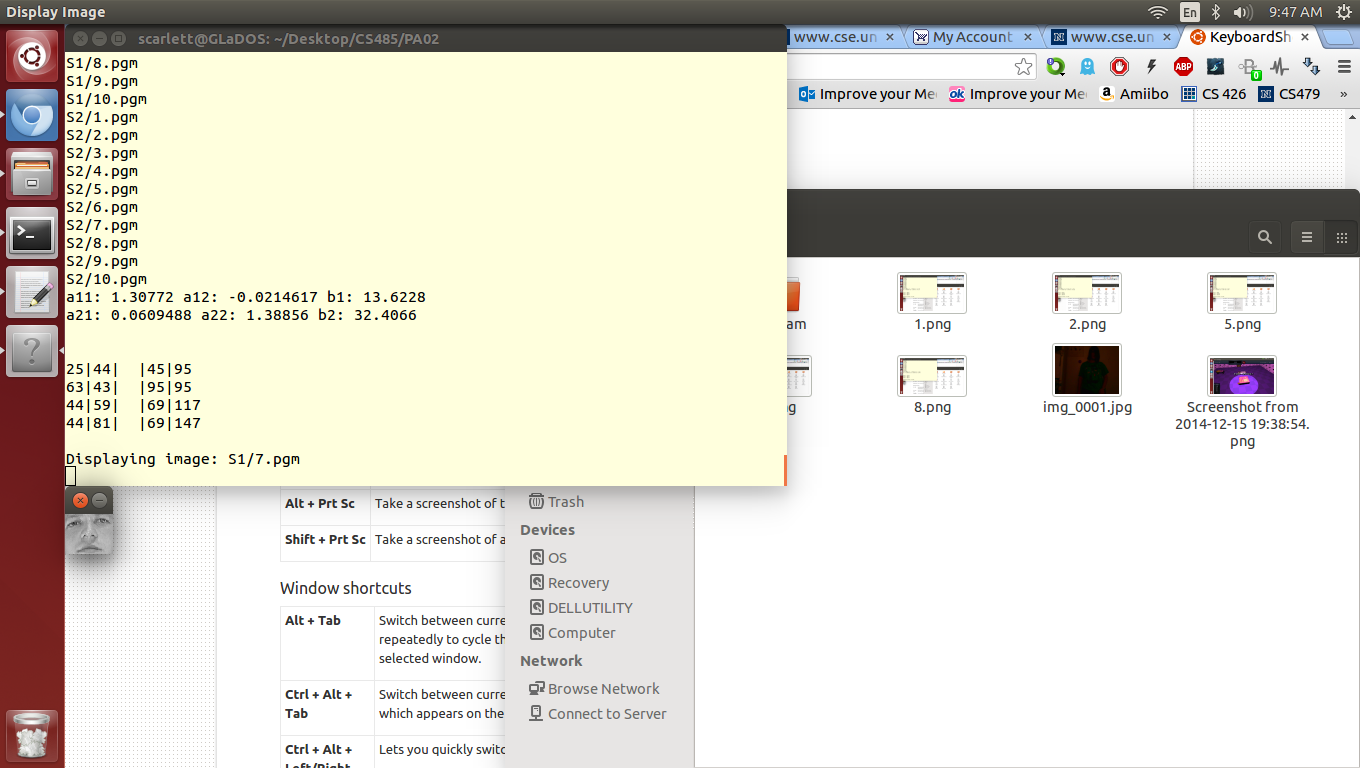 Display Image
En
9:47 AM
scarlett@GLaDOS: ~/Desktop/CS485/PA02
S1/8.pgm
S1/9.pgm
S1/10.pgm
S2/1.pgm
S2/2.pgm
S2/3.pgm
S2/4.pgm
S2/5.pgm
S2/6.pgm
S2/7.pgm
S2/8.pgm
S2/9.pgm
S2/10.pgm
a11: 1.30772 a12: -0.0214617 b1: 13.6228
a21: 0.0609488 a22: 1.38856 b2: 32.4066
25|44|  |45|95
63|43|  |95|95
44|59|  |69|117
44|81|  |69|147
Displaying image: S1/7.pgm
www.cse.un
My Account
www.cse.un
KeyboardSh
ABP
0
Improve your Me
ok Improve your Me
a Amiibo
CS 426
N CS479
»
am
1.png
2.png
5.png
g
8.png
img_0001.jpg
Screenshot from
2014-12-15 19:38:54.
png
Alt + Prt Sc Take a screenshot of t
Shift + Prt Sc Take a screenshot of a
Window shortcuts
Alt + Tab Switch between curre
repeatedly to cycle th
selected window.
Ctrl + Alt + Switch between curre
Tab which appears on the
Ctrl + Alt + Lets you quickly switc
Left/Right
Trash
Devices
OS
Recovery
DELLUTILITY
Computer
Network
Browse Network
Connect to Server